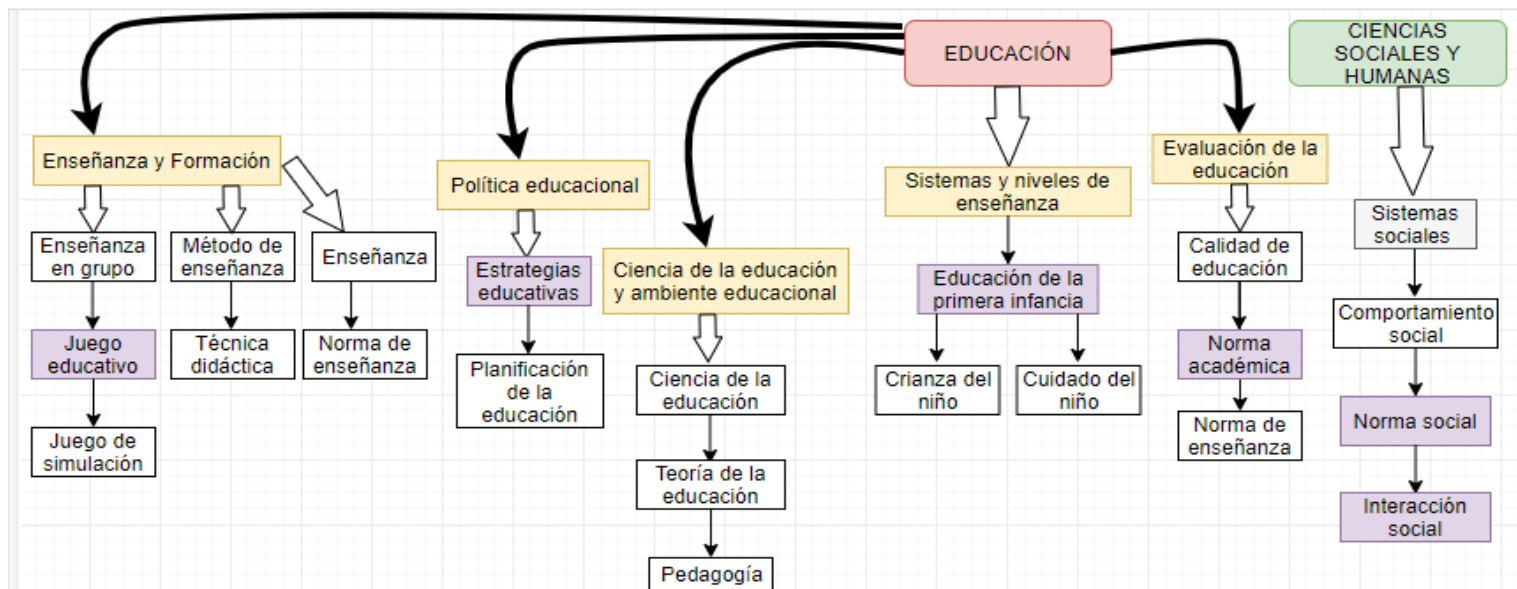 EDUCACIÓN
CIENCIAS
SOCIALES Y
HUMANAS
Enseñanza y Formación
Política educacional
Ciencia de la educación
y ambiente educacional
Sistemas y niveles de
enseñanza
Evaluación de la
educación
Sistemas
sociales
Enseñanza
en grupo
Método de
enseñanza
Enseñanza
Estrategias
educativas
Educación de la
primera infancia
Calidad de
educación
Comportamiento
social
Juego
educativo
Técnica
didáctica
Norma de
enseñanza
Planificación
de la
educación
Ciencia de la
educación
Crianza del
niño
Cuidado del
niño
Norma
académica
Norma social
Juego de
simulación
Teoría de la
educación
Norma de
enseñanza
Interacción
social
Pedagogía